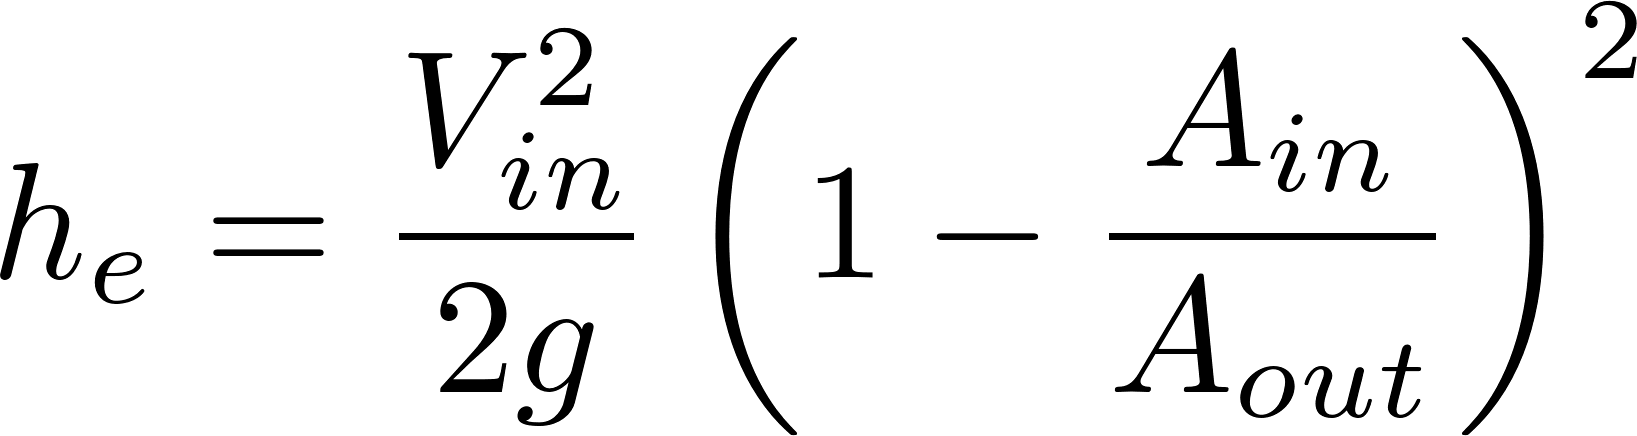 h_e = \frac{V_{in}^2}{2g} \left( 1 - \frac{A_{in}}{A_{out}} \right)^2